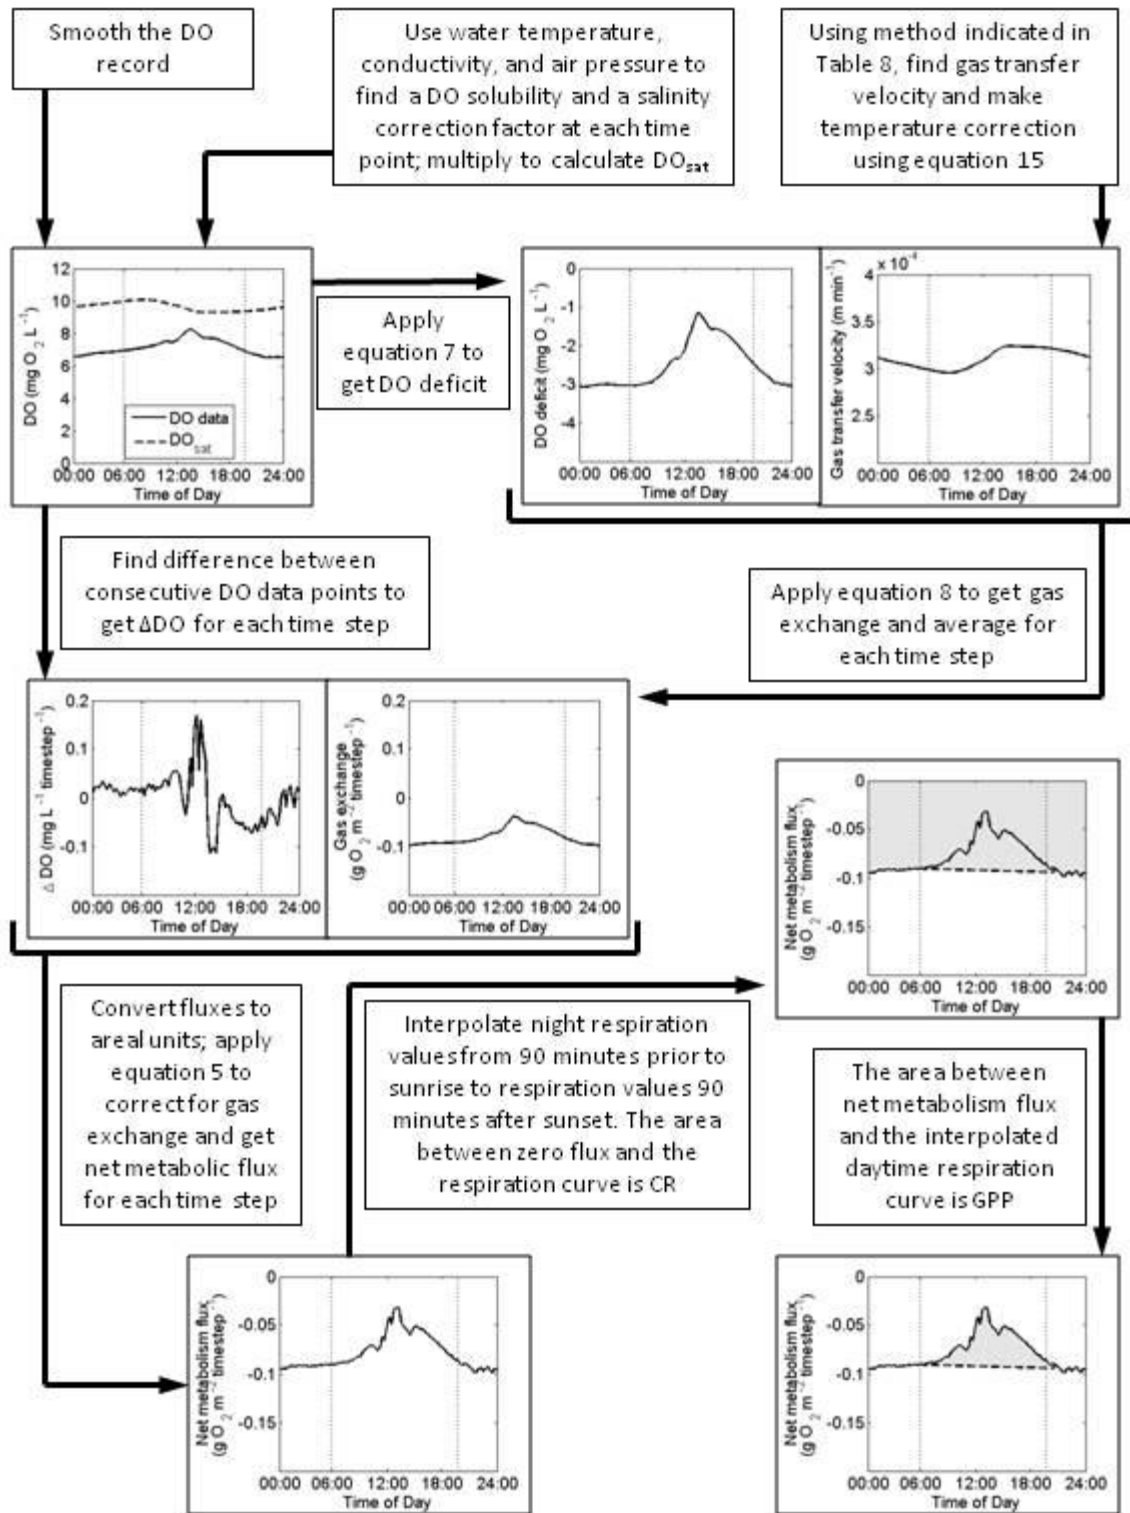 Smooth the DO
record
Use water temperature,
conductivity, and air pressure to
find a DO solubility and a salinity
correction factor at each time
point; multiply to calculate DOsat
Using method indicated in
Table 8, find gas transfer
velocity and make
temperature correction
using equation 15
DO (mg O2 L-1)
12
10
8
6
4
2
0
DO data
DOsat
00:00 06:00 12:00 18:00 24:00
Time of Day
Apply
equation 7 to
get DO deficit
DO deficit (mg O2 L-1)
0
-1
-2
-3
-4
00:00 06:00 12:00 18:00 24:00
Time of Day
Gas transfer velocity (m min-1)
x 10-4
4
3.5
3
2.5
00:00 06:00 12:00 18:00 24:00
Time of Day
Find difference between
consecutive DO data points to
get ΔDO for each time step
Apply equation 8 to get gas
exchange and average for
each time step
Δ DO (mg L-1 timestep-1)
0.2
0.1
0
-0.1
00:00 06:00 12:00 18:00 24:00
Time of Day
Gas exchange
(g O2 m-2 timestep-1)
0.2
0.1
0
-0.1
00:00 06:00 12:00 18:00 24:00
Time of Day
Net metabolism flux
(g O2 m-2 timestep-1)
0
-0.05
-0.1
-0.15
00:00 06:00 12:00 18:00 24:00
Time of Day
Convert fluxes to
areal units; apply
equation 5 to
correct for gas
exchange and get
net metabolic flux
for each time step
Interpolate night respiration
values from 90 minutes prior to
sunrise to respiration values 90
minutes after sunset. The area
between zero flux and the
respiration curve is CR
The area between
net metabolism flux
and the interpolated
daytime respiration
curve is GPP
Net metabolism flux
(g O2 m-2 timestep-1)
0
-0.05
-0.1
-0.15
00:00 06:00 12:00 18:00 24:00
Time of Day
Net metabolism flux
(g O2 m-2 timestep-1)
0
-0.05
-0.1
-0.15
00:00 06:00 12:00 18:00 24:00
Time of Day